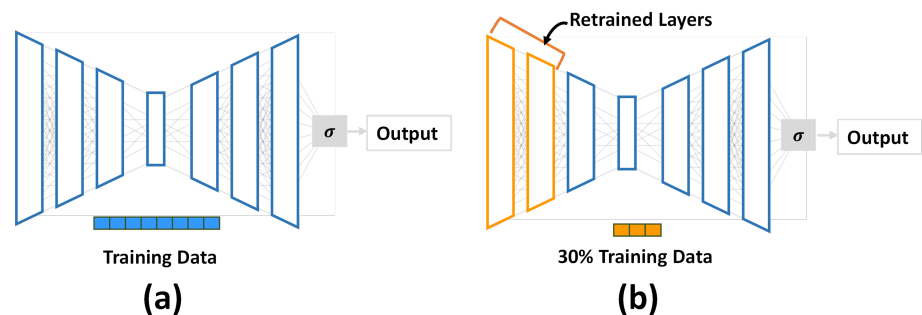 Retrained Layers
σ
Output
σ
Output
Training Data
30% Training Data
(a)
(b)